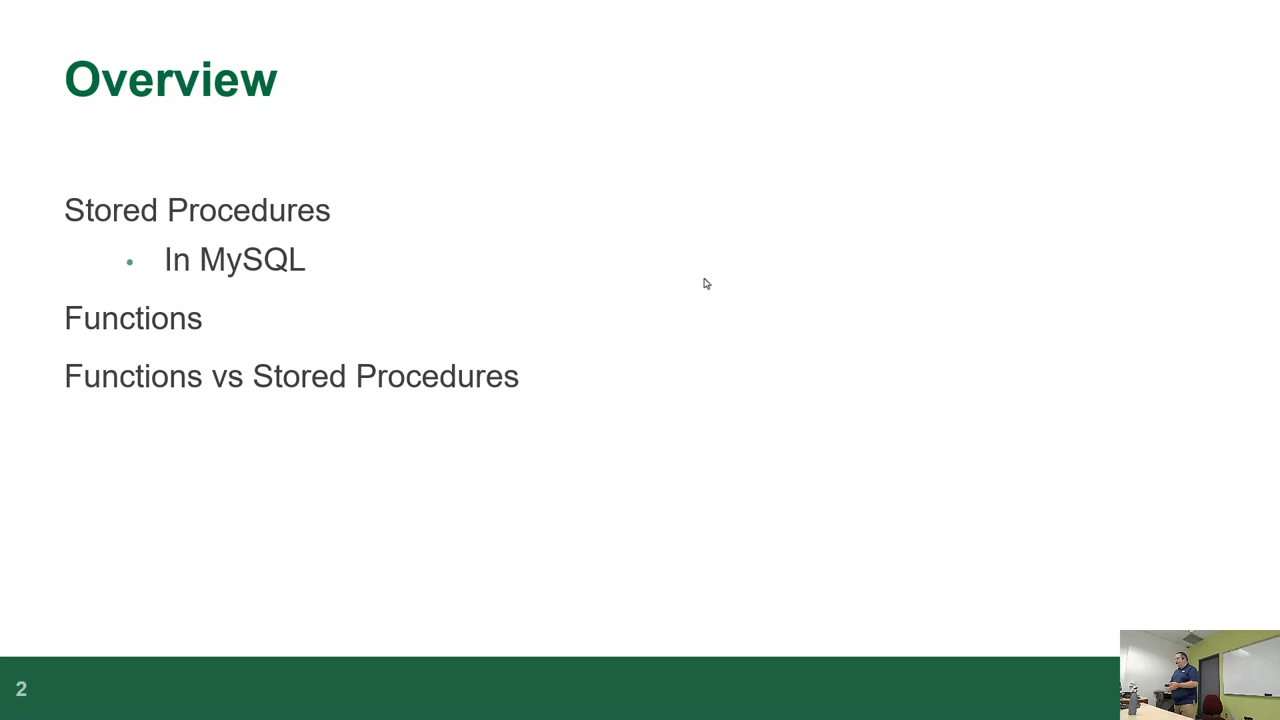 Overview
Stored Procedures
• In MySQL
Functions
Functions vs Stored Procedures
2